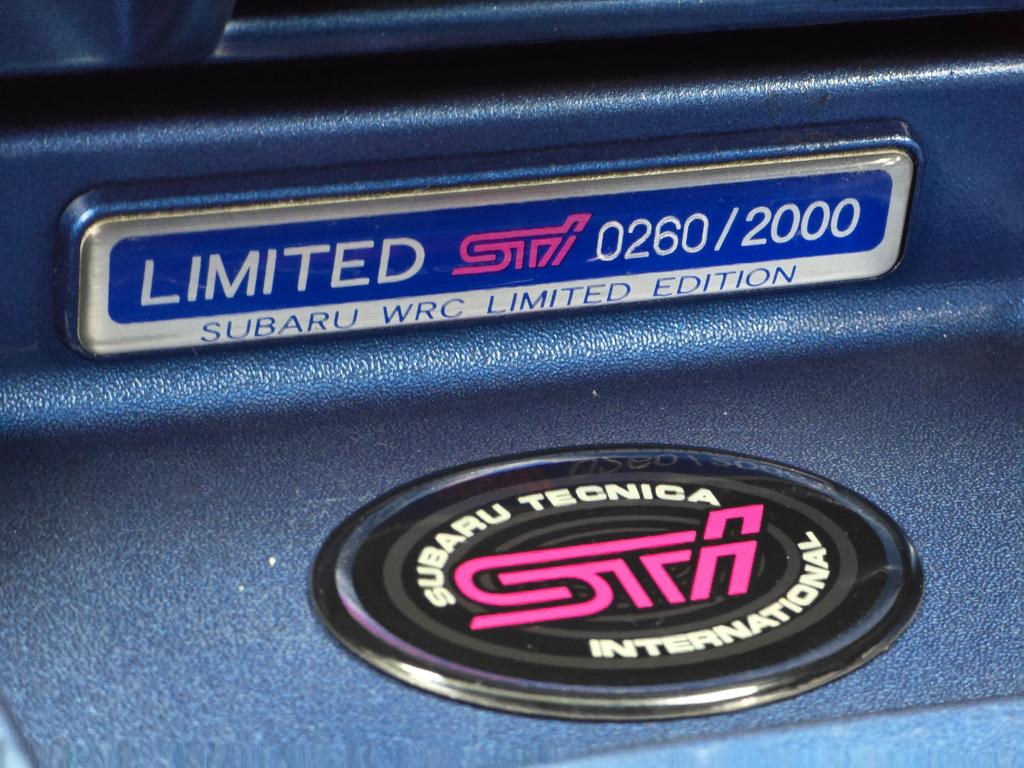 LIMITED STi 0260/2000
SUBARU WRC LIMITED EDITION
SUBARU TECNICA
STi
INTERNATIONAL